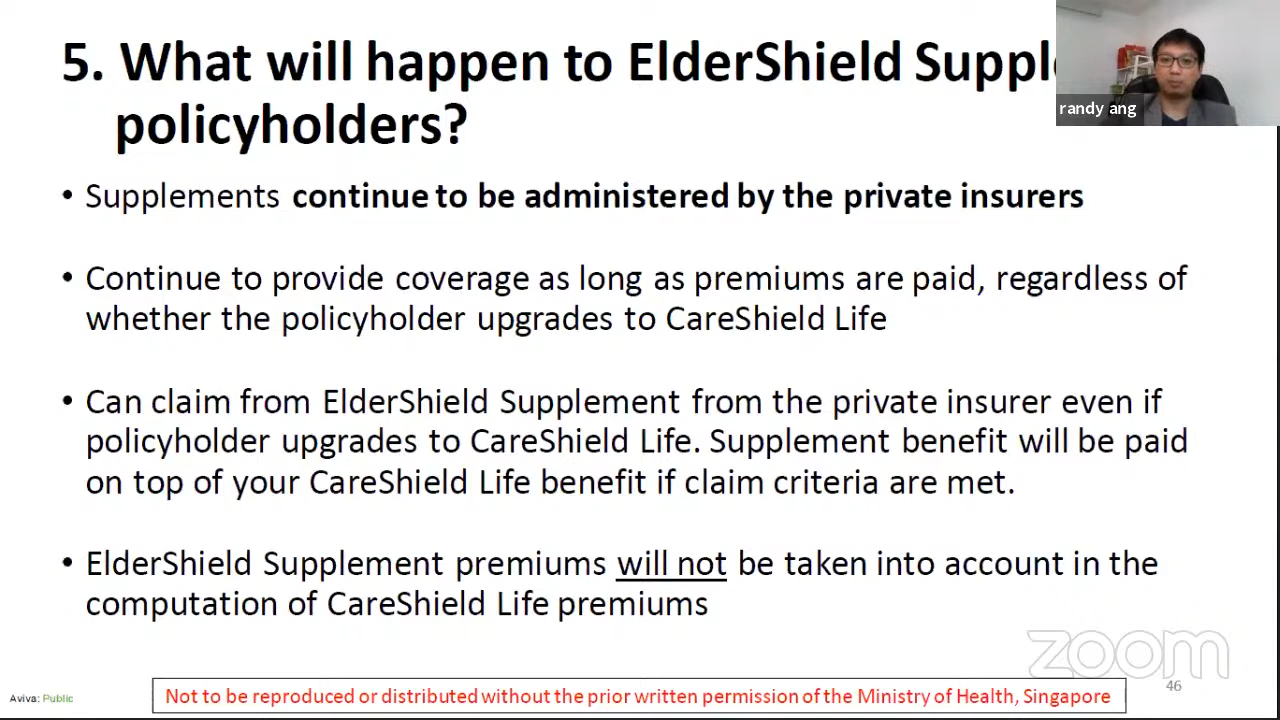 5. What will happen to ElderShield
policyholders?
randy ang
• Supplements continue to be administered by the private insurers
• Continue to provide coverage as long as premiums are paid, regardless of
whether the policyholder upgrades to CareShield Life
• Can claim from ElderShield Supplement from the private insurer even if
policyholder upgrades to CareShield Life. Supplement benefit will be paid
on top of your CareShield Life benefit if claim criteria are met.
• ElderShield Supplement premiums will not be taken into account in the
computation of CareShield Life premiums
zoom
46
Aviva: Public
Not to be reproduced or distributed without the prior written permission of the Ministry of Health, Singapore